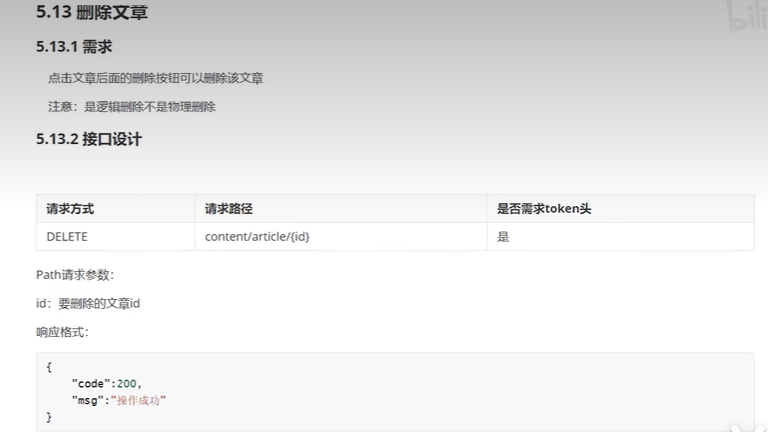 5.13 删除文章
5.13.1 需求
点击文章后面的删除按钮可以删除该文章
注意：是逻辑删除不是物理删除
5.13.2 接口设计
请求方式 请求路径 是否需求token头
DELETE content/article/{id} 是
Path请求参数：
id：要删除的文章id
响应格式：
{
"code":200,
"msg":"操作成功"
}